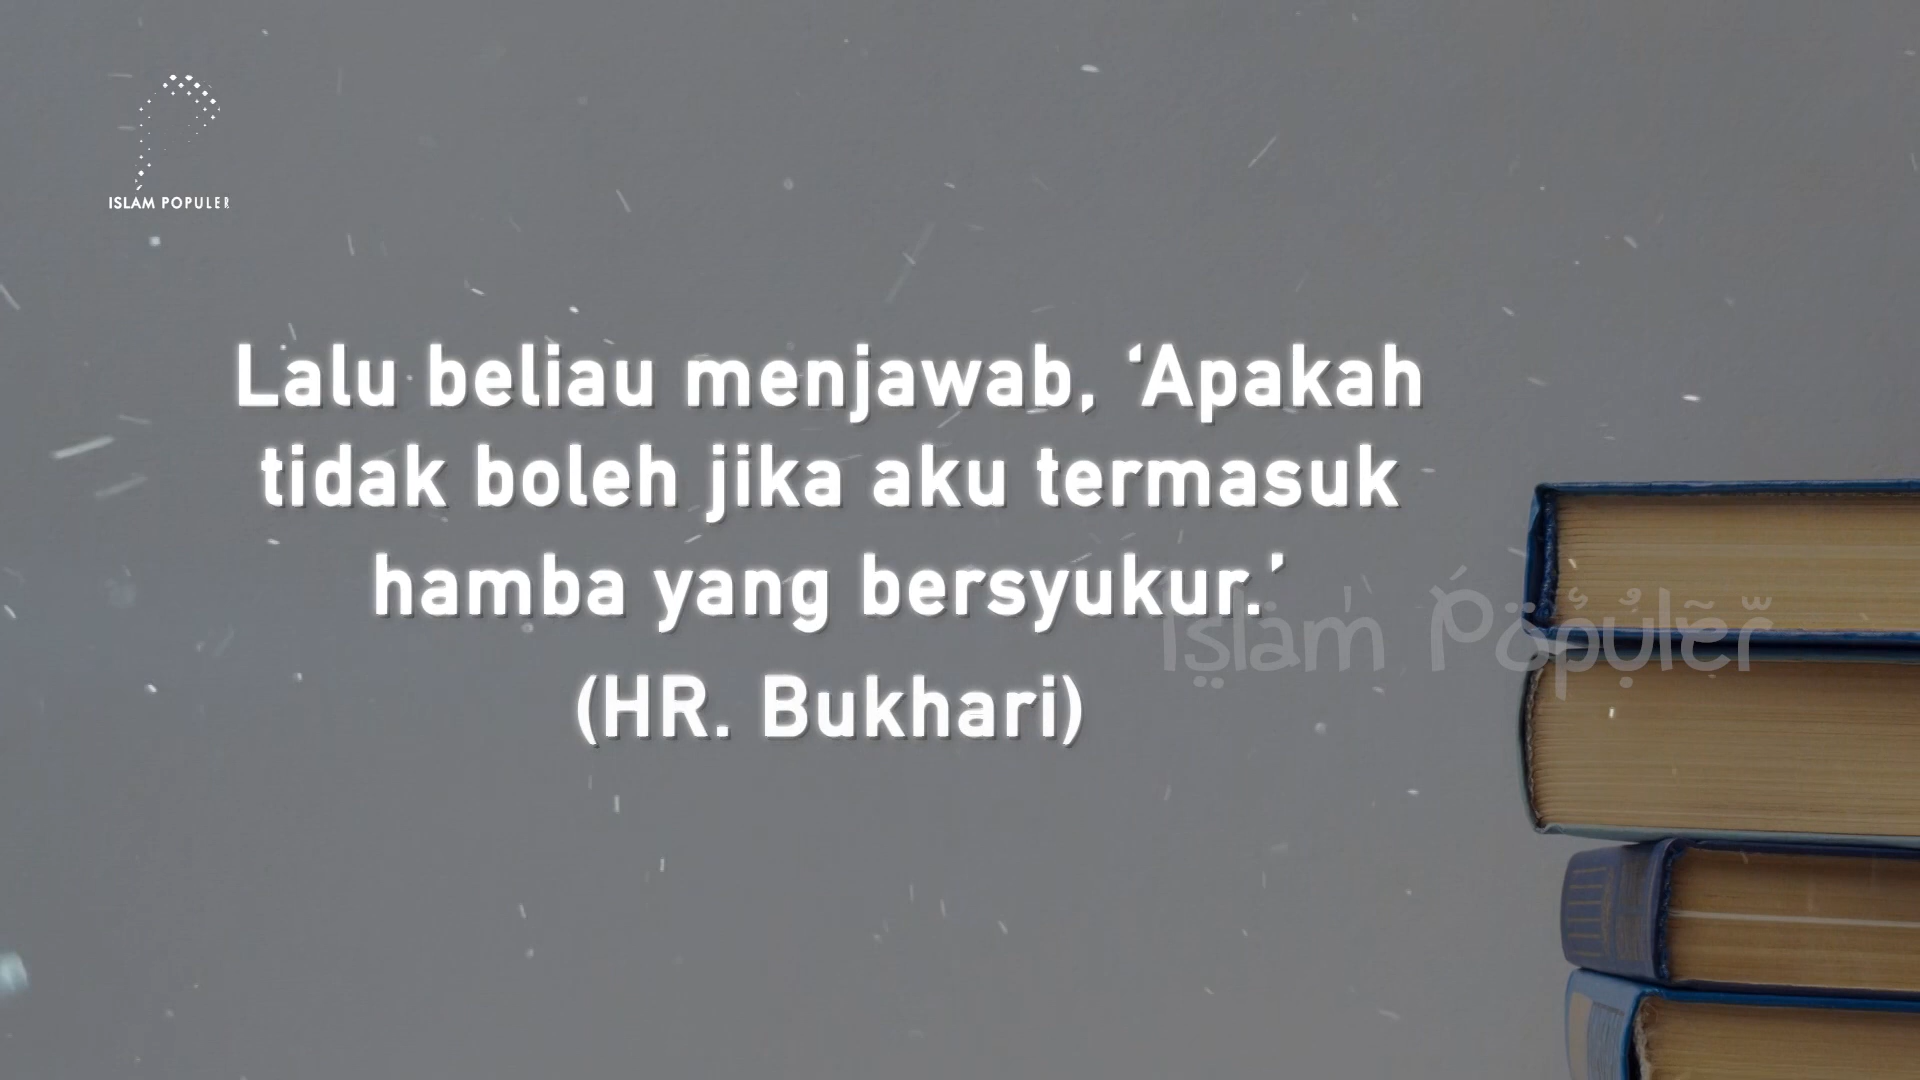 ISLAM POPULER
Lalu beliau menjawab, ‘Apakah
tidak boleh jika aku termasuk
hamba yang bersyukur.’
Islam Populer
(HR. Bukhari)